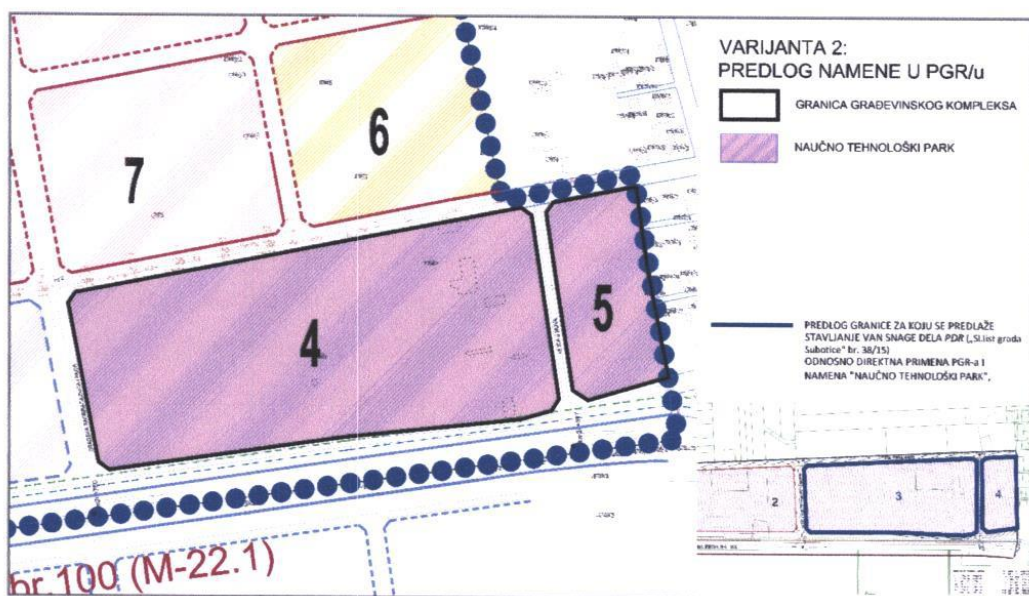 VARIJANTA 2:
PREDLOG NAMENE U PGR/u
GRANICA GRAĐEVINSKOG KOMPLEKSA
NAUČNO TEHNOLOŠKI PARK
6
7
4
5
PREDLOG GRANICE ZA KOJU SE PREDLAŽE
STAVLJANJE VAN SNAGE DELA PDR („Sl.list grada
Subotice" br. 38/15)
ODNOSNO DIREKTNA PRIMENA PGR-a I
NAMENA "NAUČNO TEHNOLOŠKI PARK",
2
3
4
br.100 (M-22.1)